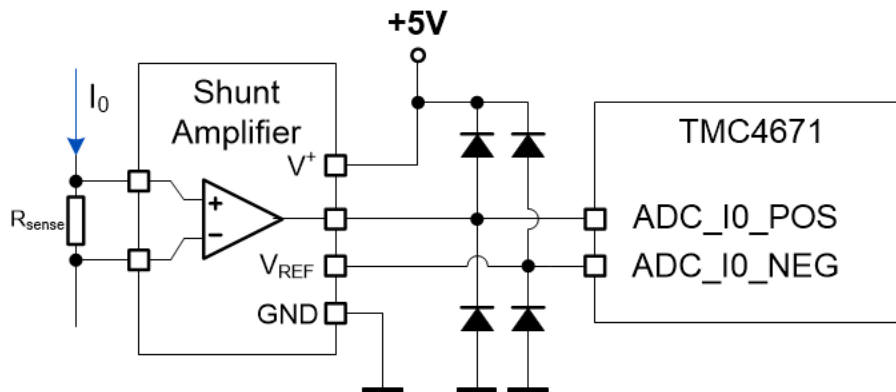 +5V
I0
Shunt
Amplifier
TMC4671
V+
Rsense
+
−
ADC_I0_POS
VREF
ADC_I0_NEG
GND